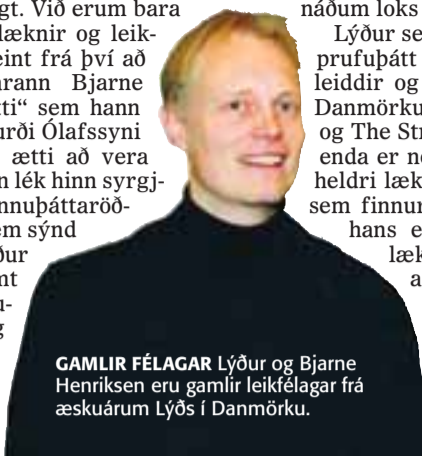 gt. Við erum bara
læknir og leik-
eint frá því að
rann Bjarne
tti“ sem hann
urði Ólafssyni
ætti að vera
n lék hinn syrgj-
nnuþáttaröð-
em sýnd
ður
mt
u-
g
náðum loks
Lýður se
prufuþátt
leiddir og
Danmörku
og The Str
enda er no
heldri læk
sem finnur
hans e
læk
a
GAMLIR FÉLAGAR Lýður og Bjarne
Henriksen eru gamlir leikfélagar frá
æskuárum Lýðs í Danmörku.